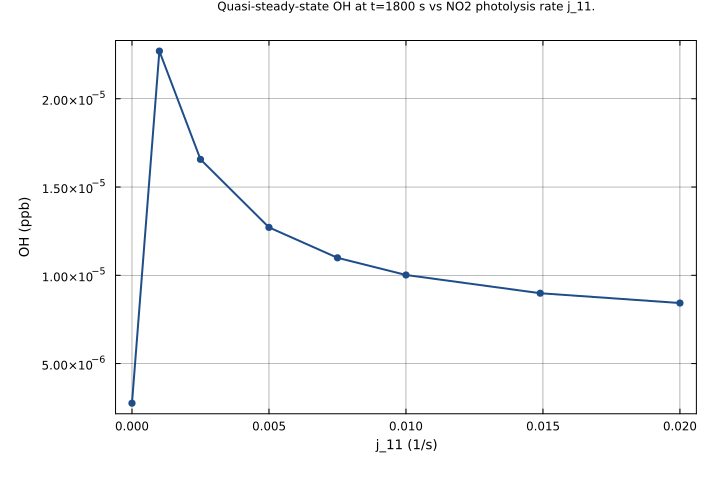 Quasi-steady-state OH at t=1800 s vs NO2 photolysis rate j_11.
OH (ppb)
2.00×10⁻⁵
1.50×10⁻⁵
1.00×10⁻⁵
5.00×10⁻⁶
0.000 0.005 0.010 0.015 0.020
j_11 (1/s)